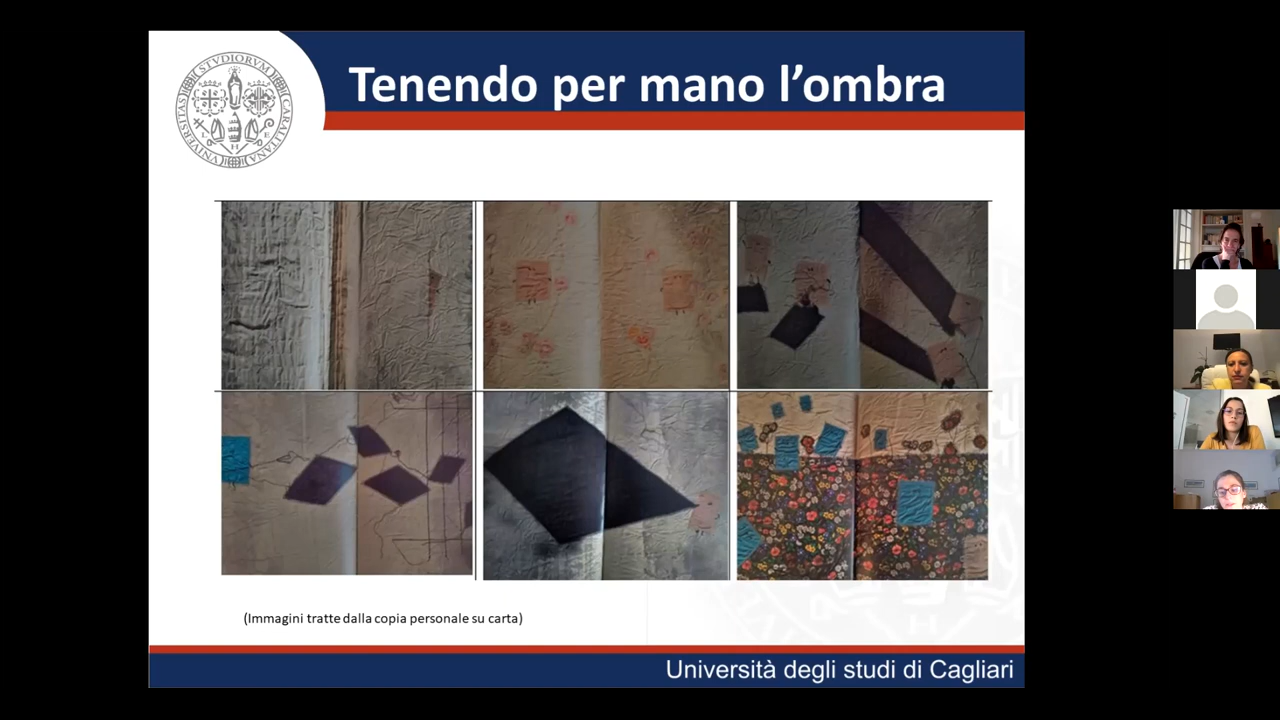 Tenendo per mano l'ombra
(Immagini tratte dalla copia personale su carta)
Università degli studi di Cagliari